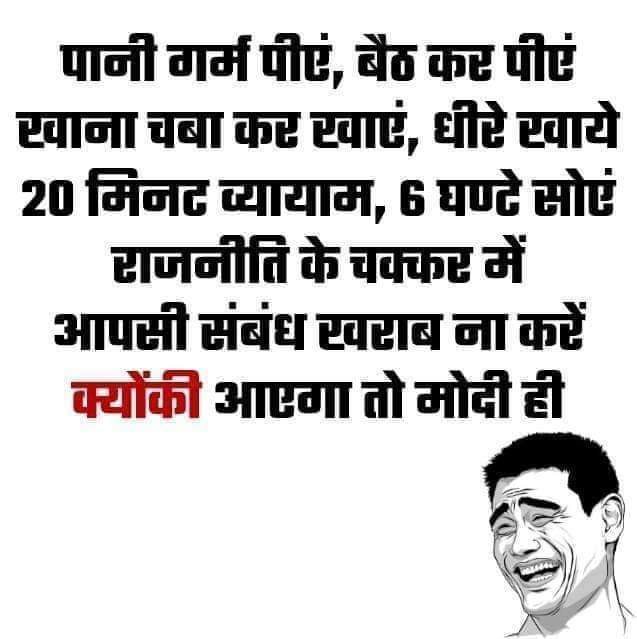 पानी गर्म पीएं, बैठ कर पीएं
खाना चबा कर खाएं, धीरे खाये
20 मिनट व्यायाम, 6 घण्टे सोएं
राजनीति के चक्कर में
आपसी संबंध खराब ना करें
क्योंकी आएगा तो मोदी ही